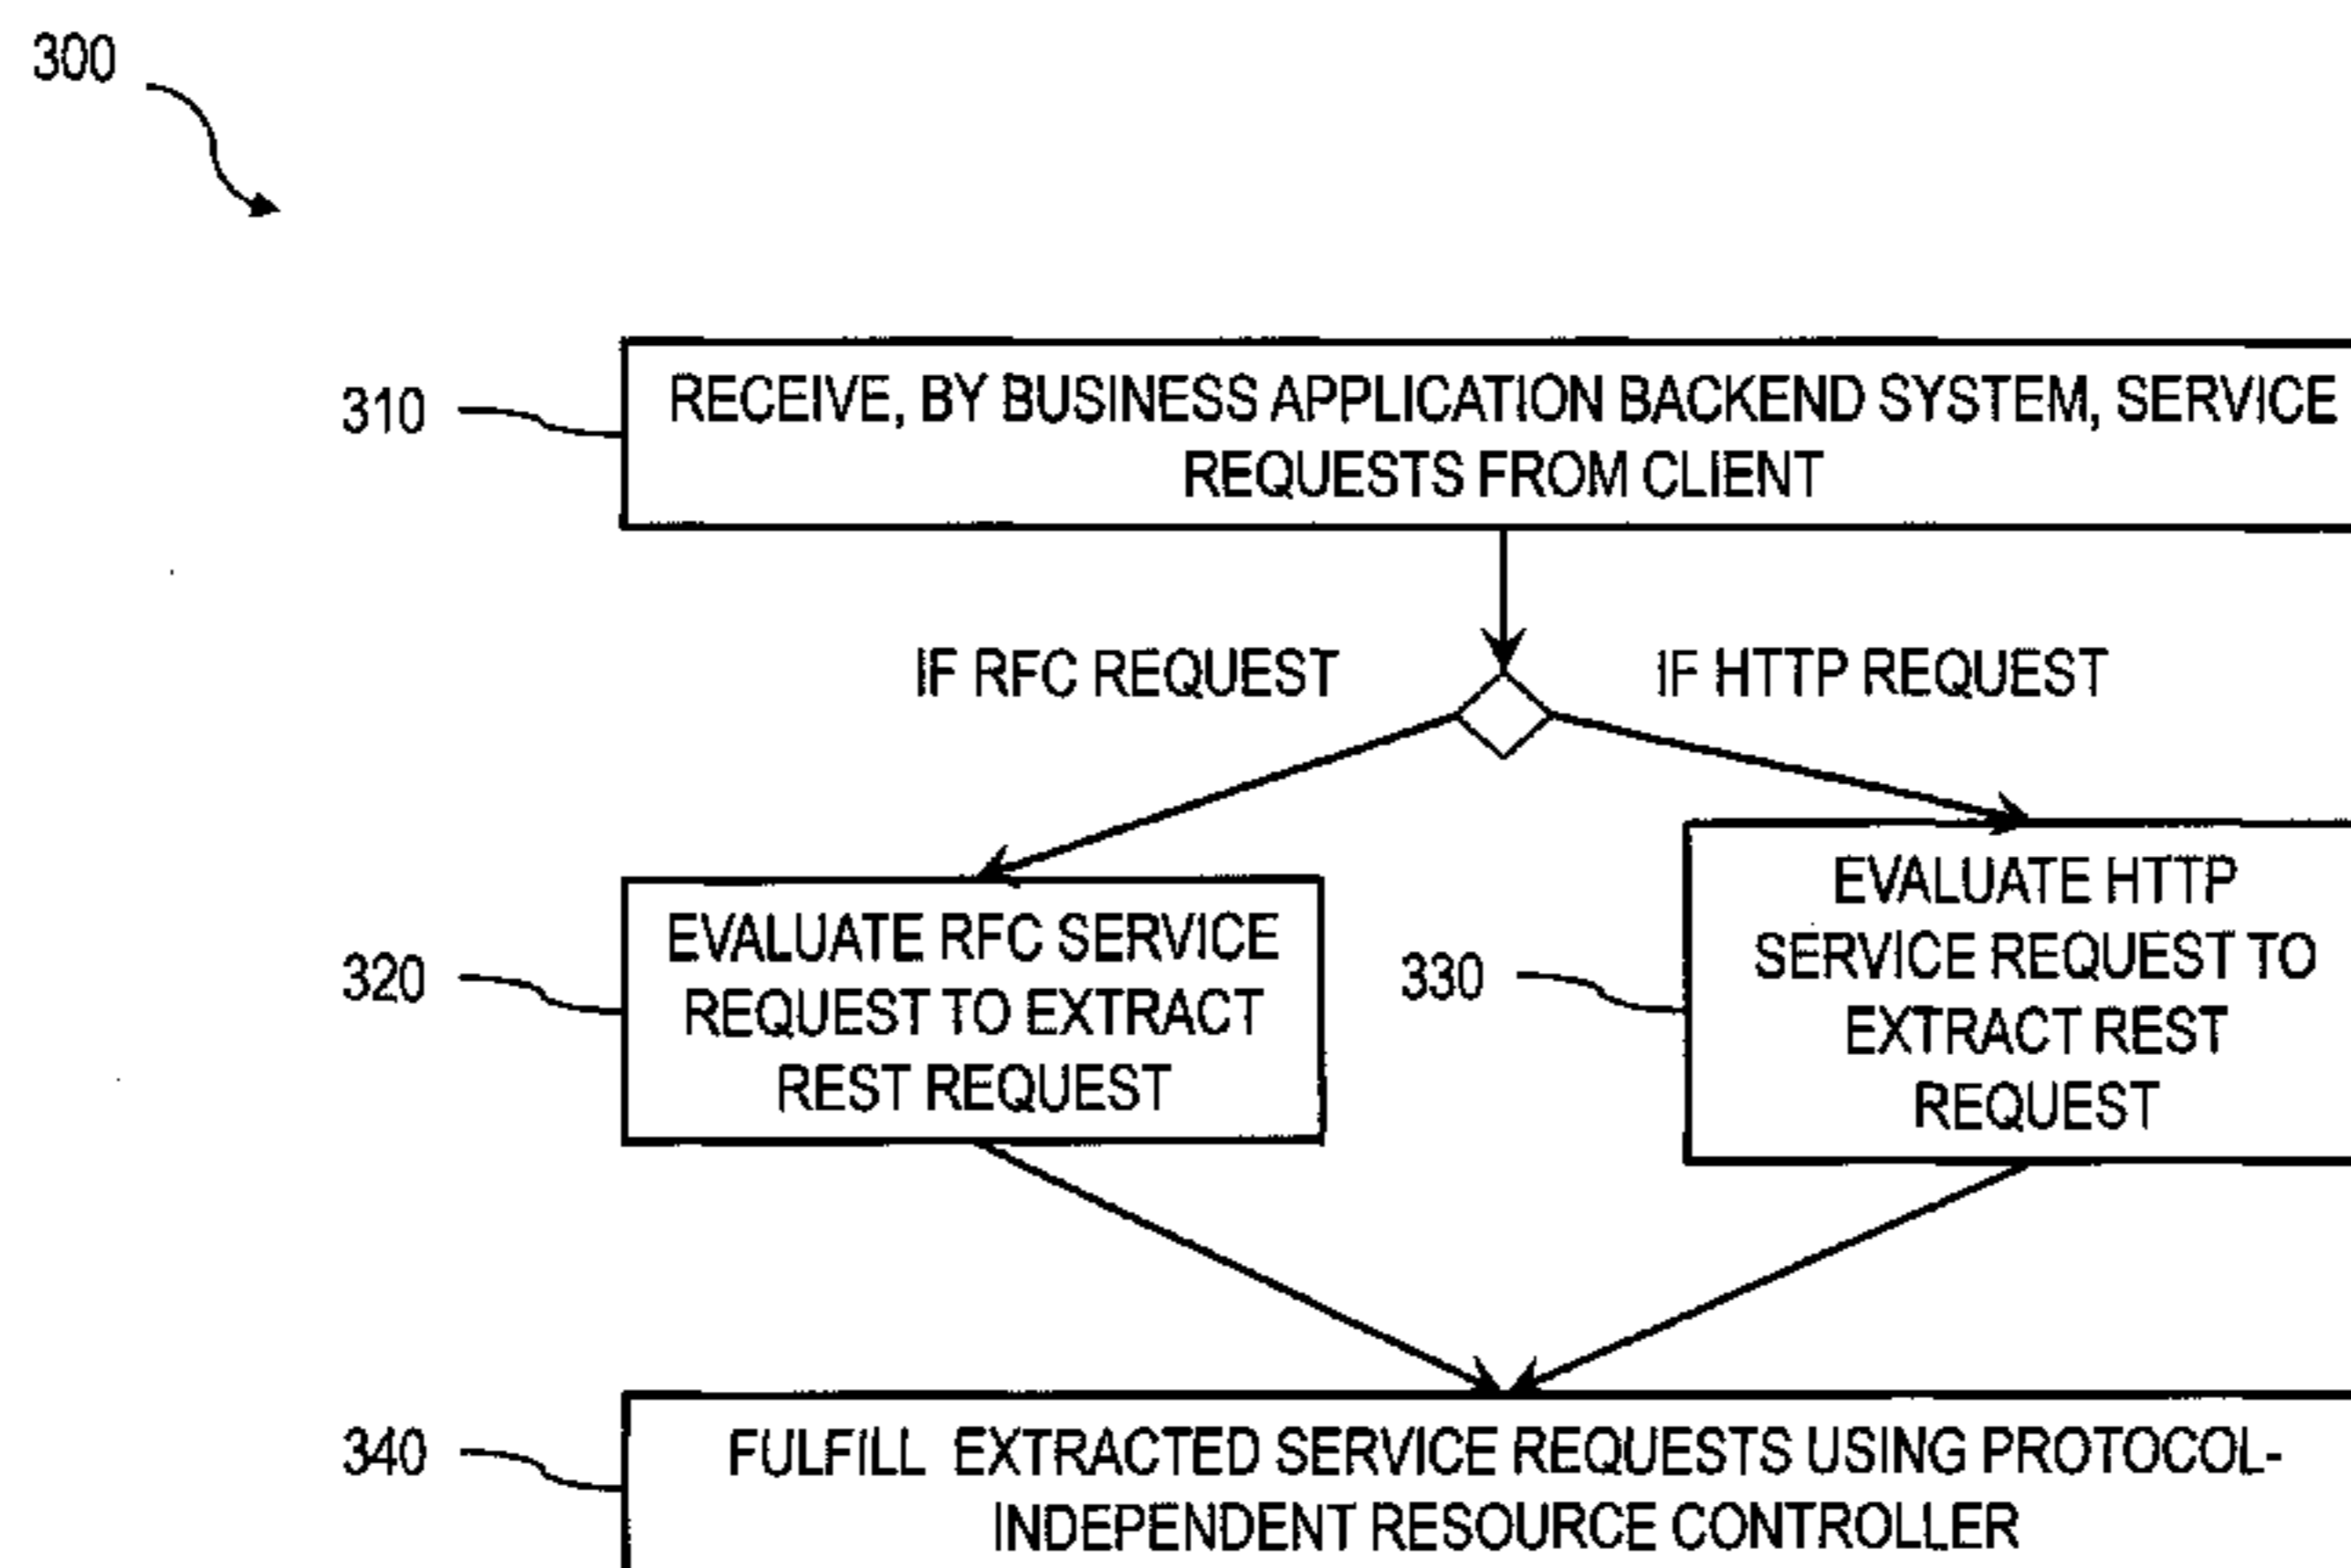 300
310
RECEIVE, BY BUSINESS APPLICATION BACKEND SYSTEM, SERVICE
REQUESTS FROM CLIENT
IF RFC REQUEST
IF HTTP REQUEST
320
EVALUATE RFC SERVICE
REQUEST TO EXTRACT
REST REQUEST
330
EVALUATE HTTP
SERVICE REQUEST TO
EXTRACT REST
REQUEST
340
FULFILL EXTRACTED SERVICE REQUESTS USING PROTOCOL-
INDEPENDENT RESOURCE CONTROLLER